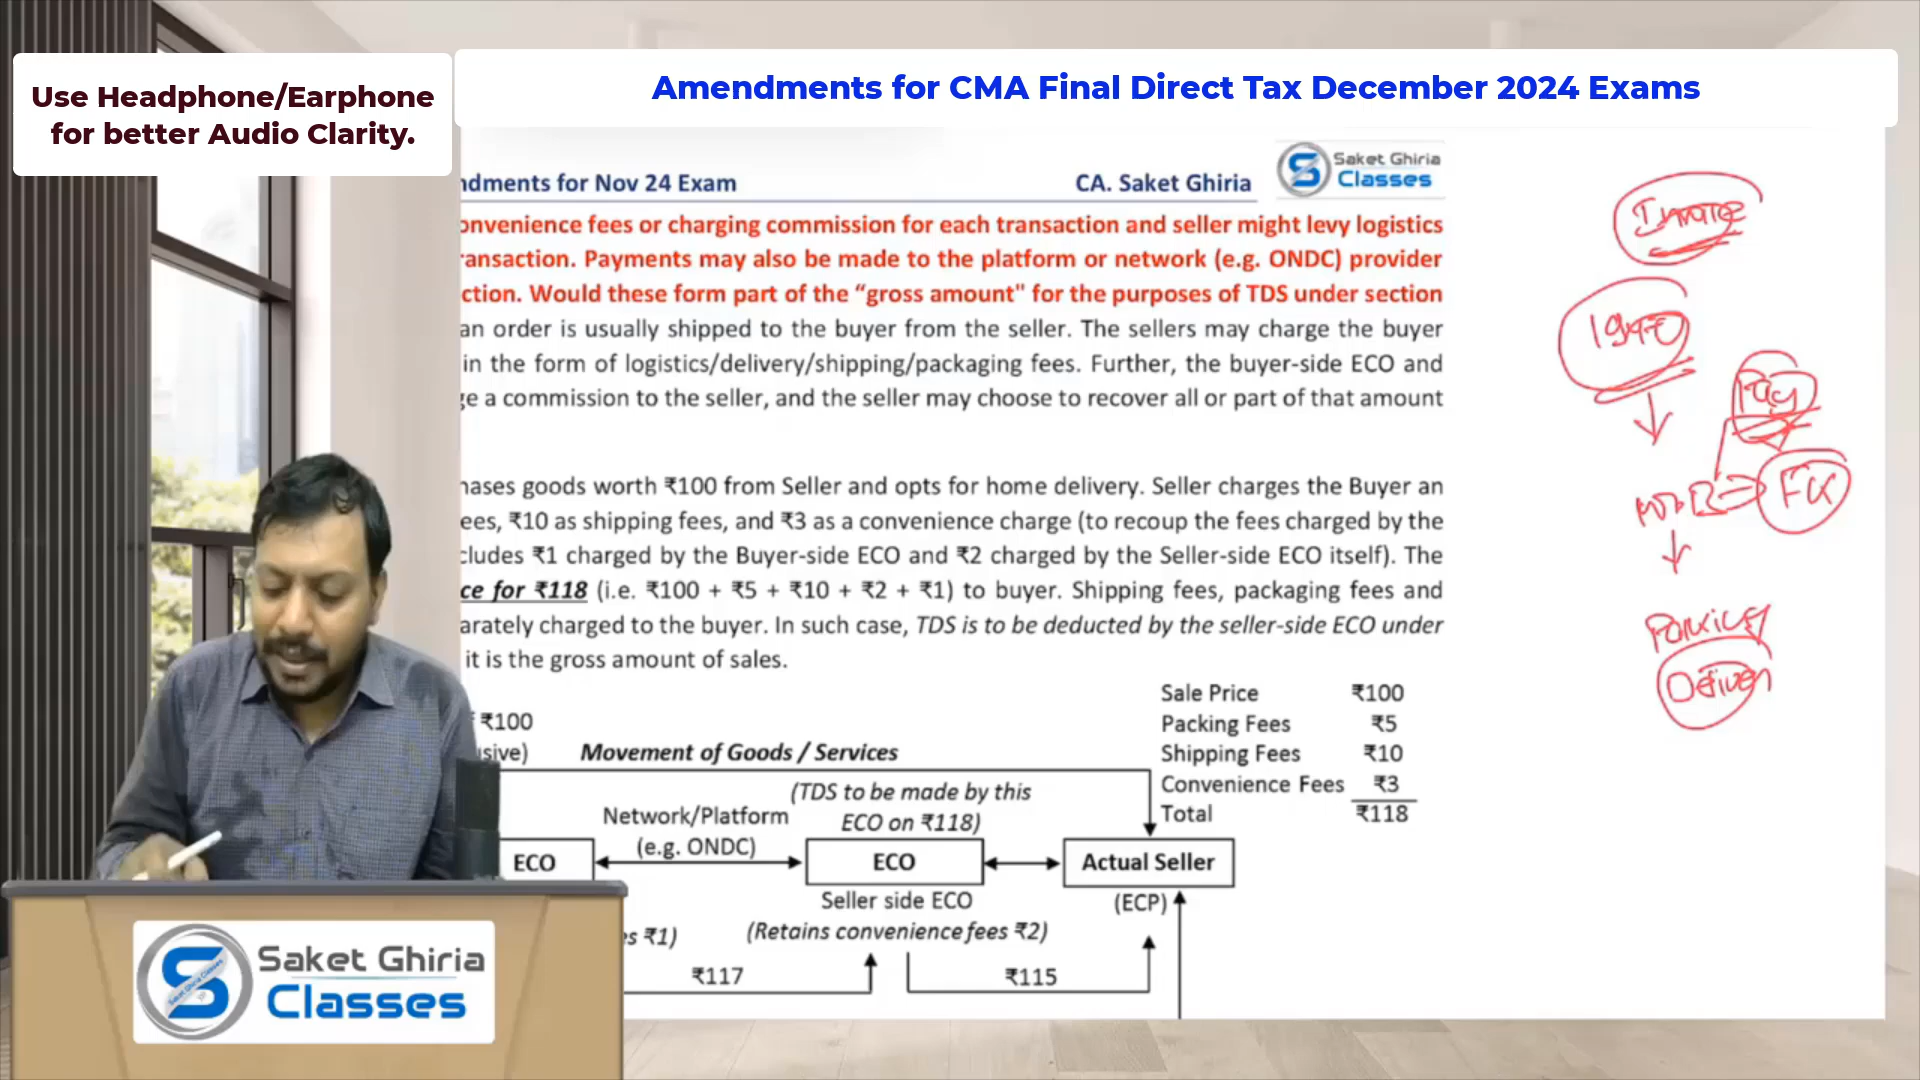 Use Headphone/Earphone
for better Audio Clarity.
Amendments for CMA Final Direct Tax December 2024 Exams
ndments for Nov 24 Exam
CA. Saket Ghiria
Saket Ghiria
Classes
onvenience fees or charging commission for each transaction and seller might levy logistics
ransaction. Payments may also be made to the platform or network (e.g. ONDC) provider
ction. Would these form part of the “gross amount" for the purposes of TDS under section
an order is usually shipped to the buyer from the seller. The sellers may charge the buyer
in the form of logistics/delivery/shipping/packaging fees. Further, the buyer-side ECO and
ge a commission to the seller, and the seller may choose to recover all or part of that amount
hases goods worth ₹100 from Seller and opts for home delivery. Seller charges the Buyer an
ees, ₹10 as shipping fees, and ₹3 as a convenience charge (to recoup the fees charged by the
cludes ₹1 charged by the Buyer-side ECO and ₹2 charged by the Seller-side ECO itself). The
ce for ₹118 (i.e. ₹100 + ₹5 + ₹10 + ₹2 + ₹1) to buyer. Shipping fees, packaging fees and
arately charged to the buyer. In such case, TDS is to be deducted by the seller-side ECO under
it is the gross amount of sales.
Sale Price ₹100
Packing Fees ₹5
Shipping Fees ₹10
Convenience Fees ₹3
Total ₹118
₹100
usive)
Movement of Goods / Services
(TDS to be made by this
ECO on ₹118)
Network/Platform
(e.g. ONDC)
ECO
ECO
Actual Seller
Seller side ECO
(ECP)
es ₹1)
(Retains convenience fees ₹2)
₹117
₹115
Pay
FK
Saket Ghiria
Classes